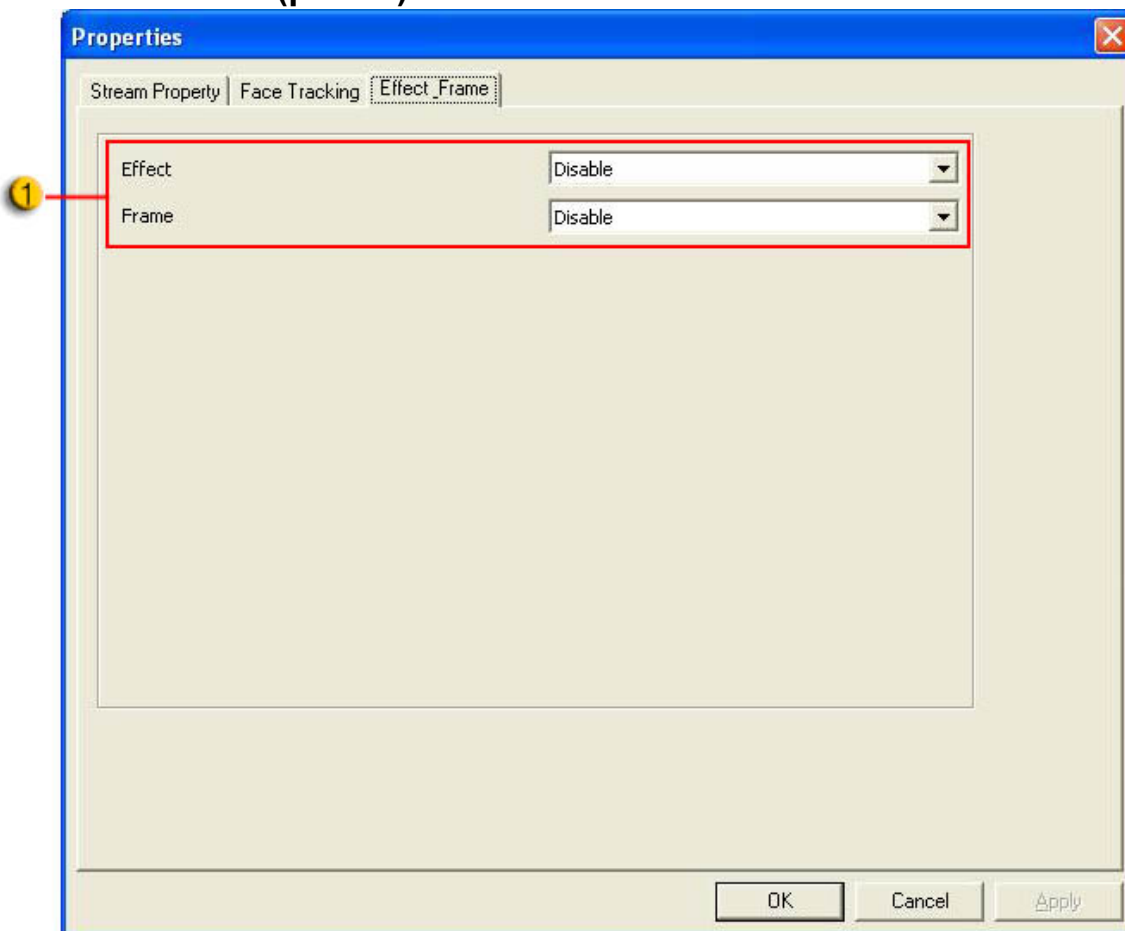 Properties
Stream Property Face Tracking Effect_Frame
Effect Disable
1
Frame Disable
OK Cancel Apply